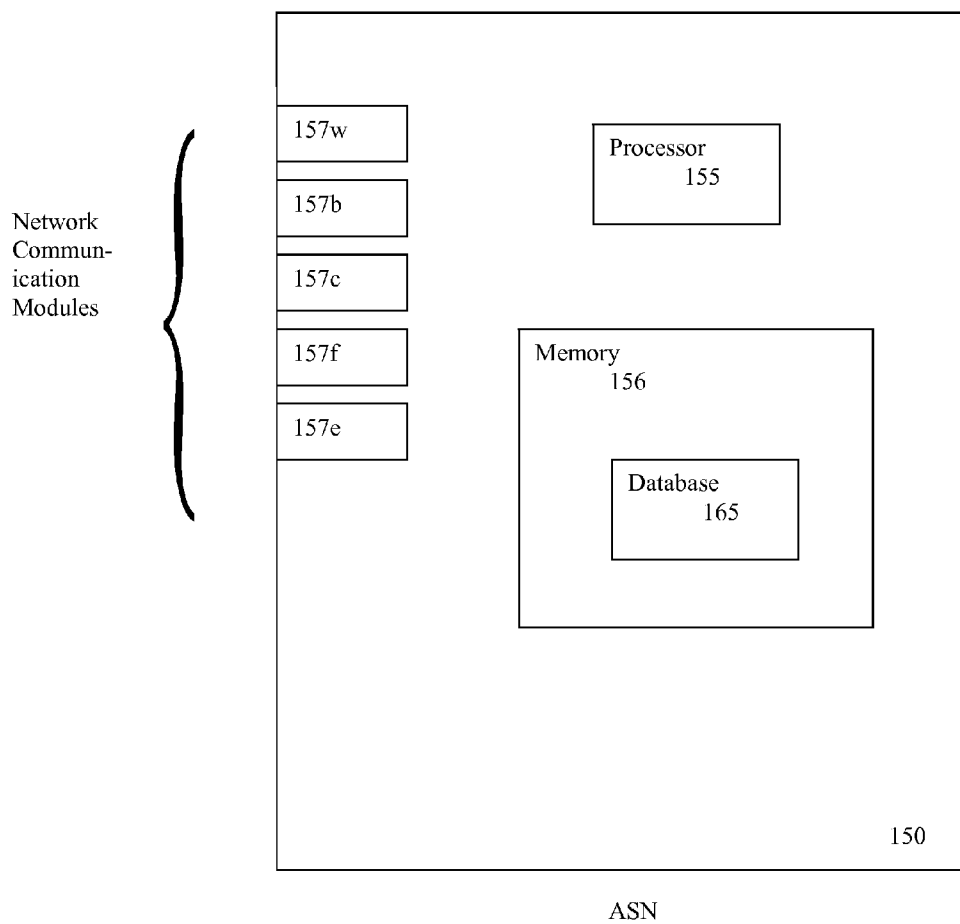 Network
Commun-
ication
Modules
157w
157b
157c
157f
157e
Processor
155
Memory
156
Database
165
150
ASN